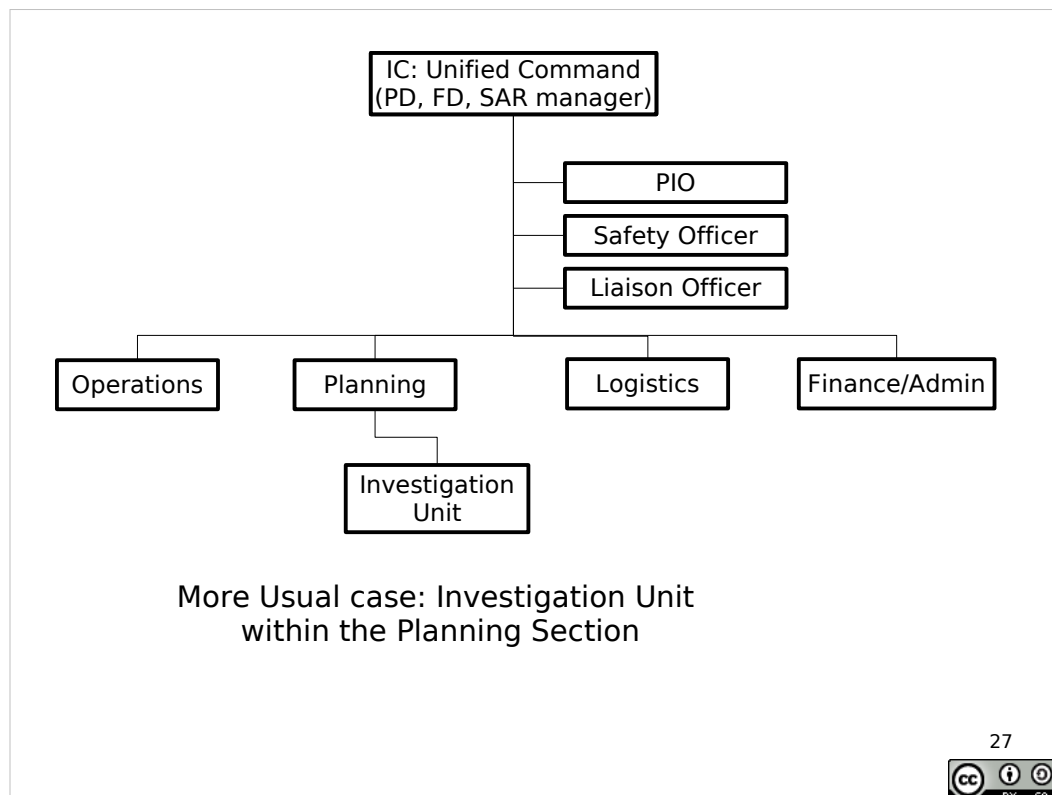 IC: Unified Command
(PD, FD, SAR manager)
PIO
Safety Officer
Liaison Officer
Operations
Planning
Logistics
Finance/Admin
Investigation
Unit
More Usual case: Investigation Unit
within the Planning Section
27
cc